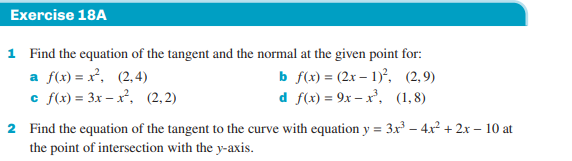 Exercise 18A
1 Find the equation of the tangent and the normal at the given point for:
a f(x) = x², (2,4) b f(x) = (2x – 1)², (2,9)
c f(x) = 3x – x², (2,2) d f(x) = 9x – x³, (1,8)
2 Find the equation of the tangent to the curve with equation y = 3x³ – 4x² + 2x – 10 at
the point of intersection with the y-axis.